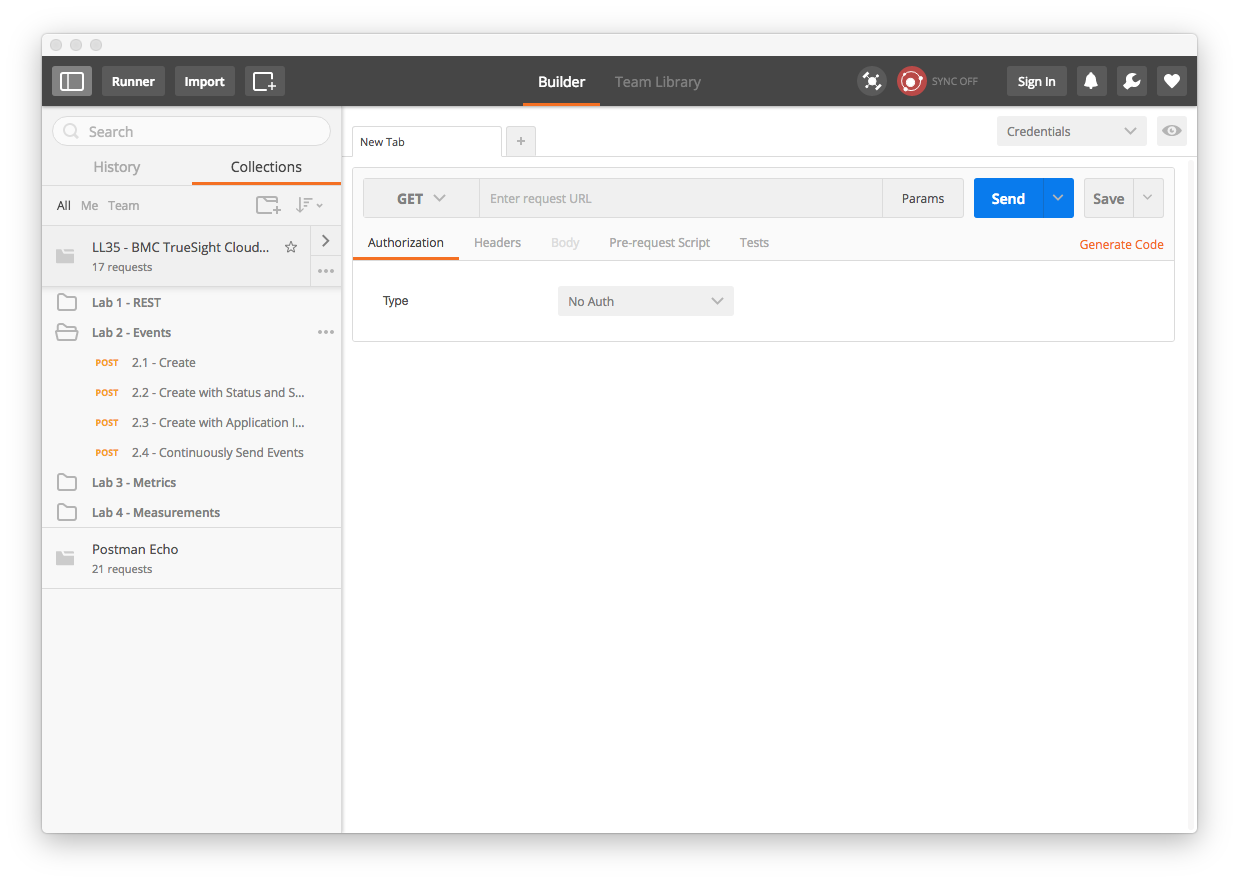 Runner Import Builder Team Library SYNC OFF Sign In
Search
History Collections
All Me Team
LL35 - BMC TrueSight Cloud...
17 requests
Lab 1 - REST
Lab 2 - Events
POST 2.1 - Create
POST 2.2 - Create with Status and S...
POST 2.3 - Create with Application I...
POST 2.4 - Continuously Send Events
Lab 3 - Metrics
Lab 4 - Measurements
Postman Echo
21 requests
New Tab + Credentials
GET Enter request URL Params Send Save
Authorization Headers Body Pre-request Script Tests Generate Code
Type No Auth